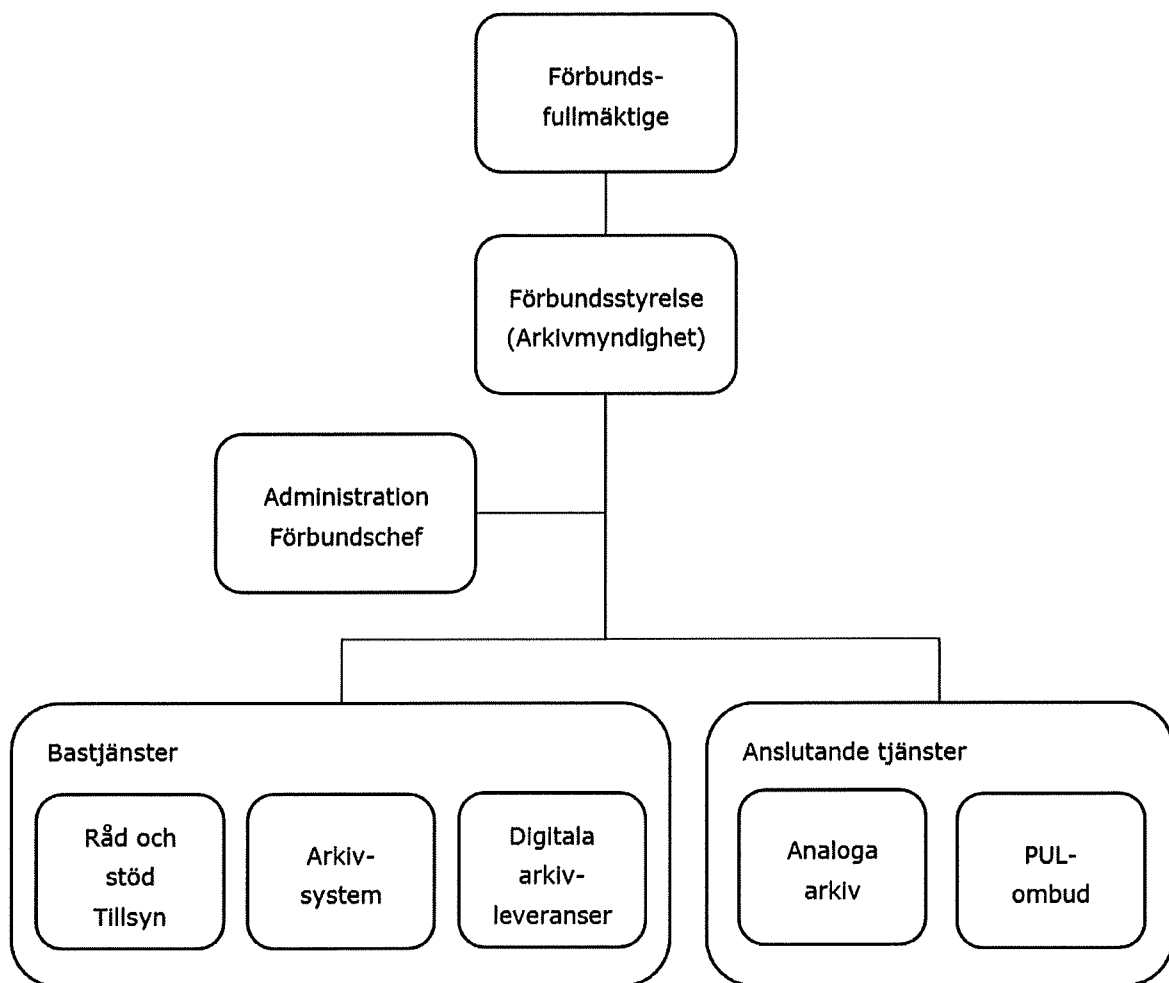 Förbunds-
fullmäktige
Förbundsstyrelse
(Arkivmyndighet)
Administration
Förbundschef
Bastjänster
Råd och
stöd
Tillsyn
Arkiv-
system
Digitala
arkiv-
leveranser
Anslutande tjänster
Analoga
arkiv
PUL-
ombud